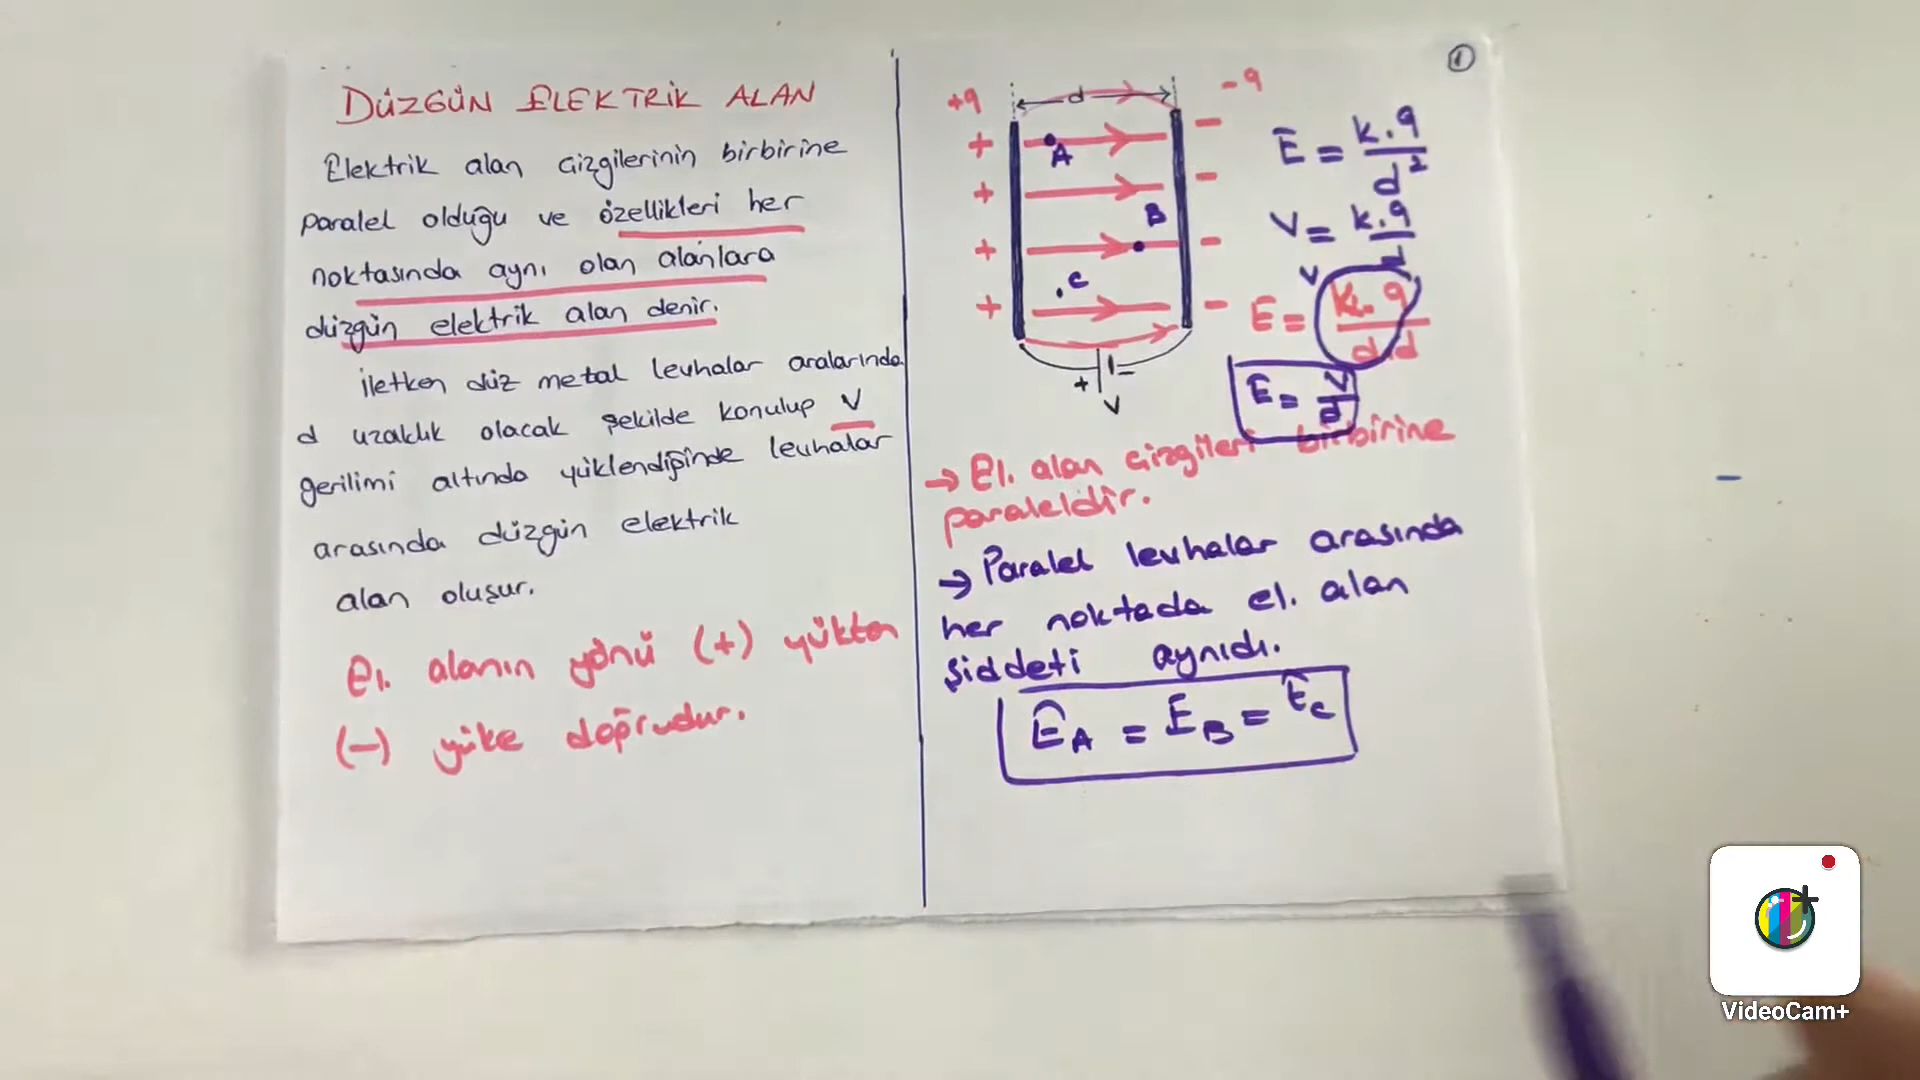 DÜZGÜN ELEKTRİK ALAN
Elektrik alan çizgilerinin birbirine
paralel olduğu ve özellikleri her
noktasında aynı olan alanlara
düzgün elektrik alan denir.
İletken düz metal levhalar aralarında
d uzaklık olacak şekilde konulup V
gerilimi altında yüklendiğinde levhalar
arasında düzgün elektrik
alan oluşur.
El. alanın yönü (+) yükten
(-) yüke doğrudur.
1
+q
d
-q
+ A -
+ -
B
+ -
C
+ -
+ -
V
E = k.q / d²
V = k.q / d
V
E = k.q / d.d
E = V / d
→ El. alan çizgileri birbirine
paraleldir.
→ Paralel levhalar arasında
her noktada el. alan
şiddeti aynıdı.
E_A = E_B = E_C
VideoCam+